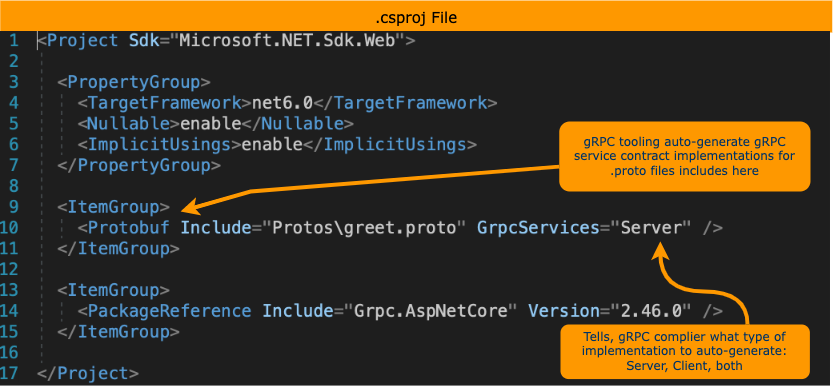 .csproj File
1 <Project Sdk="Microsoft.NET.Sdk.Web">
2
3 <PropertyGroup>
4 <TargetFramework>net6.0</TargetFramework>
5 <Nullable>enable</Nullable>
6 <ImplicitUsings>enable</ImplicitUsings>
7 </PropertyGroup>
8
9 <ItemGroup>
10 <Protobuf Include="Protos\greet.proto" GrpcServices="Server" />
11 </ItemGroup>
12
13 <ItemGroup>
14 <PackageReference Include="Grpc.AspNetCore" Version="2.46.0" />
15 </ItemGroup>
16
17 </Project>
gRPC tooling auto-generate gRPC
service contract implementations for
.proto files includes here
Tells, gRPC complier what type of
implementation to auto-generate:
Server, Client, both